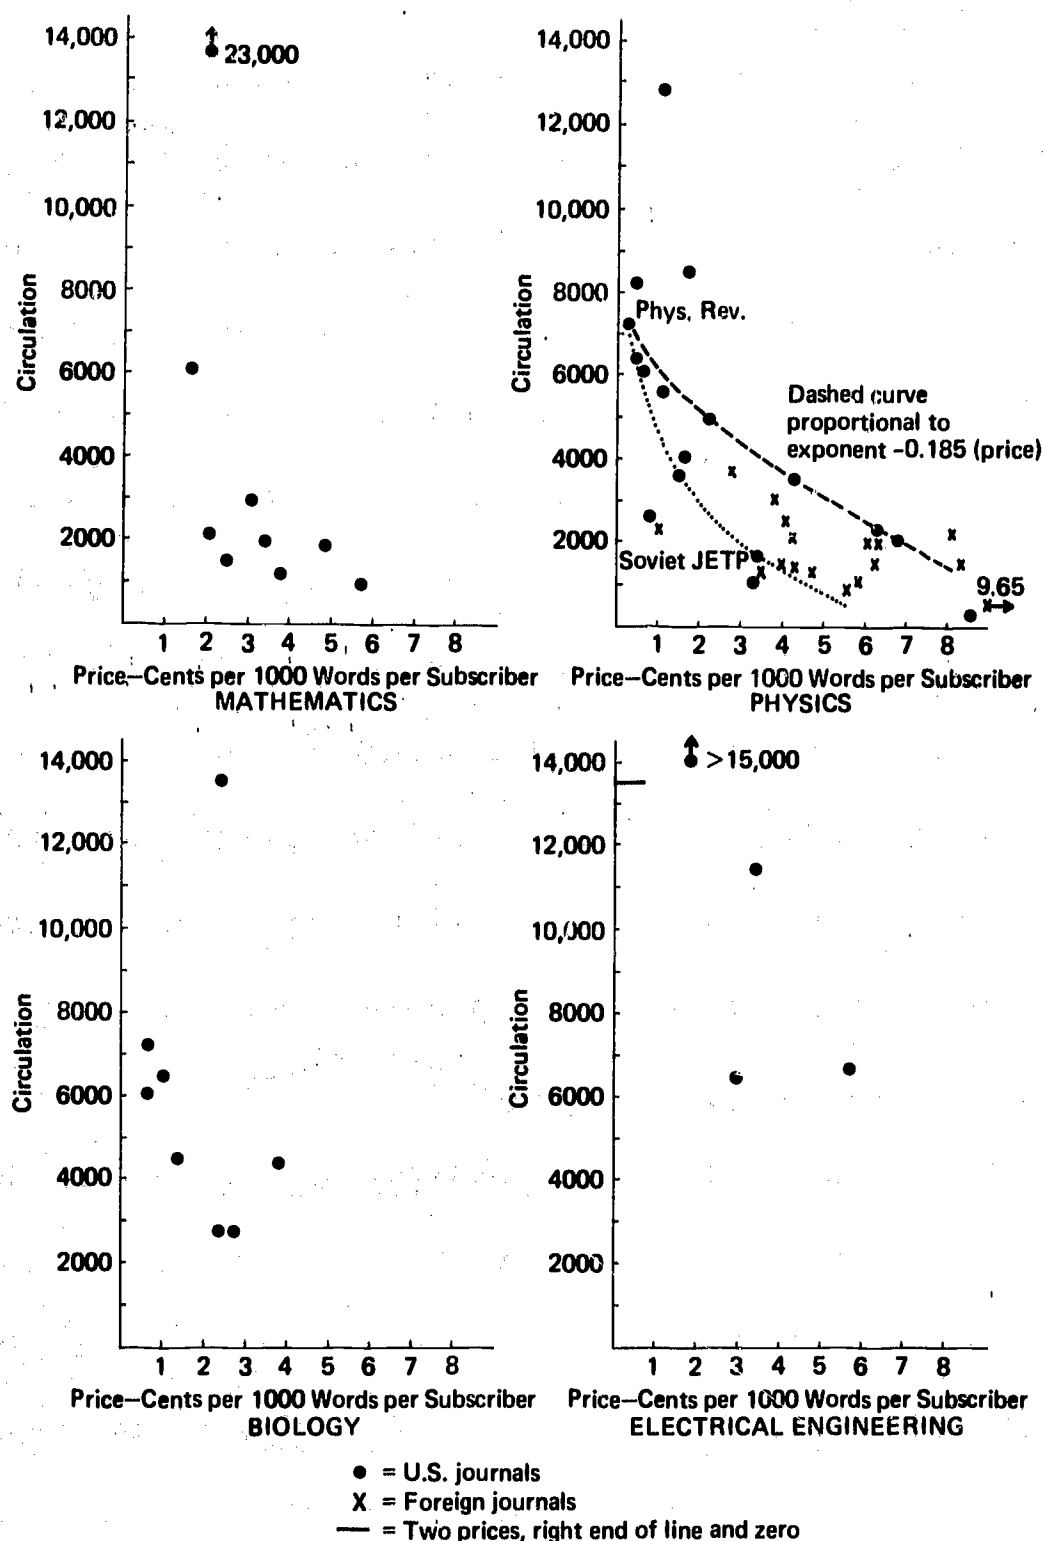 14,000
12,000
10,000
8000
6000
4000
2000
Circulation
23,000
1 2 3 4 5 6 7 8
Price—Cents per 1000 Words per Subscriber
MATHEMATICS
14,000
12,000
10,000
8000
6000
4000
2000
Circulation
Phys. Rev.
Dashed curve
proportional to
exponent -0.185 (price)
Soviet JETP
9.65
1 2 3 4 5 6 7 8
Price—Cents per 1000 Words per Subscriber
PHYSICS
14,000
12,000
10,000
8000
6000
4000
2000
Circulation
1 2 3 4 5 6 7 8
Price—Cents per 1000 Words per Subscriber
BIOLOGY
14,000
12,000
10,000
8000
6000
4000
2000
Circulation
>15,000
1 2 3 4 5 6 7 8
Price—Cents per 1000 Words per Subscriber
ELECTRICAL ENGINEERING
● = U.S. journals
X = Foreign journals
— = Two prices, right end of line and zero